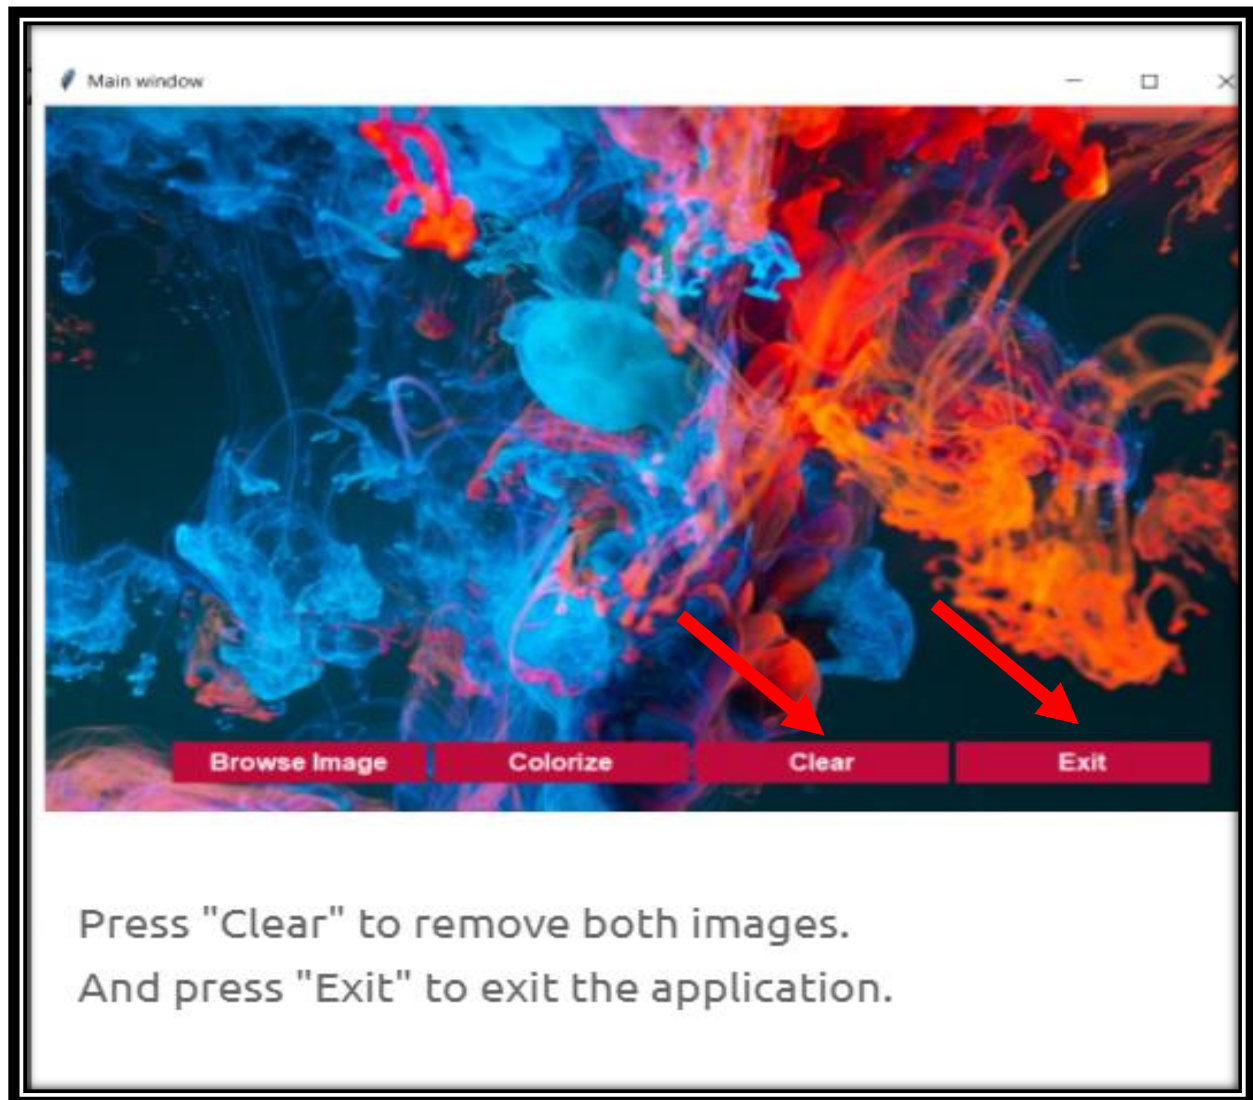 Main window
Browse Image Colorize Clear Exit
Press "Clear" to remove both images.
And press "Exit" to exit the application.